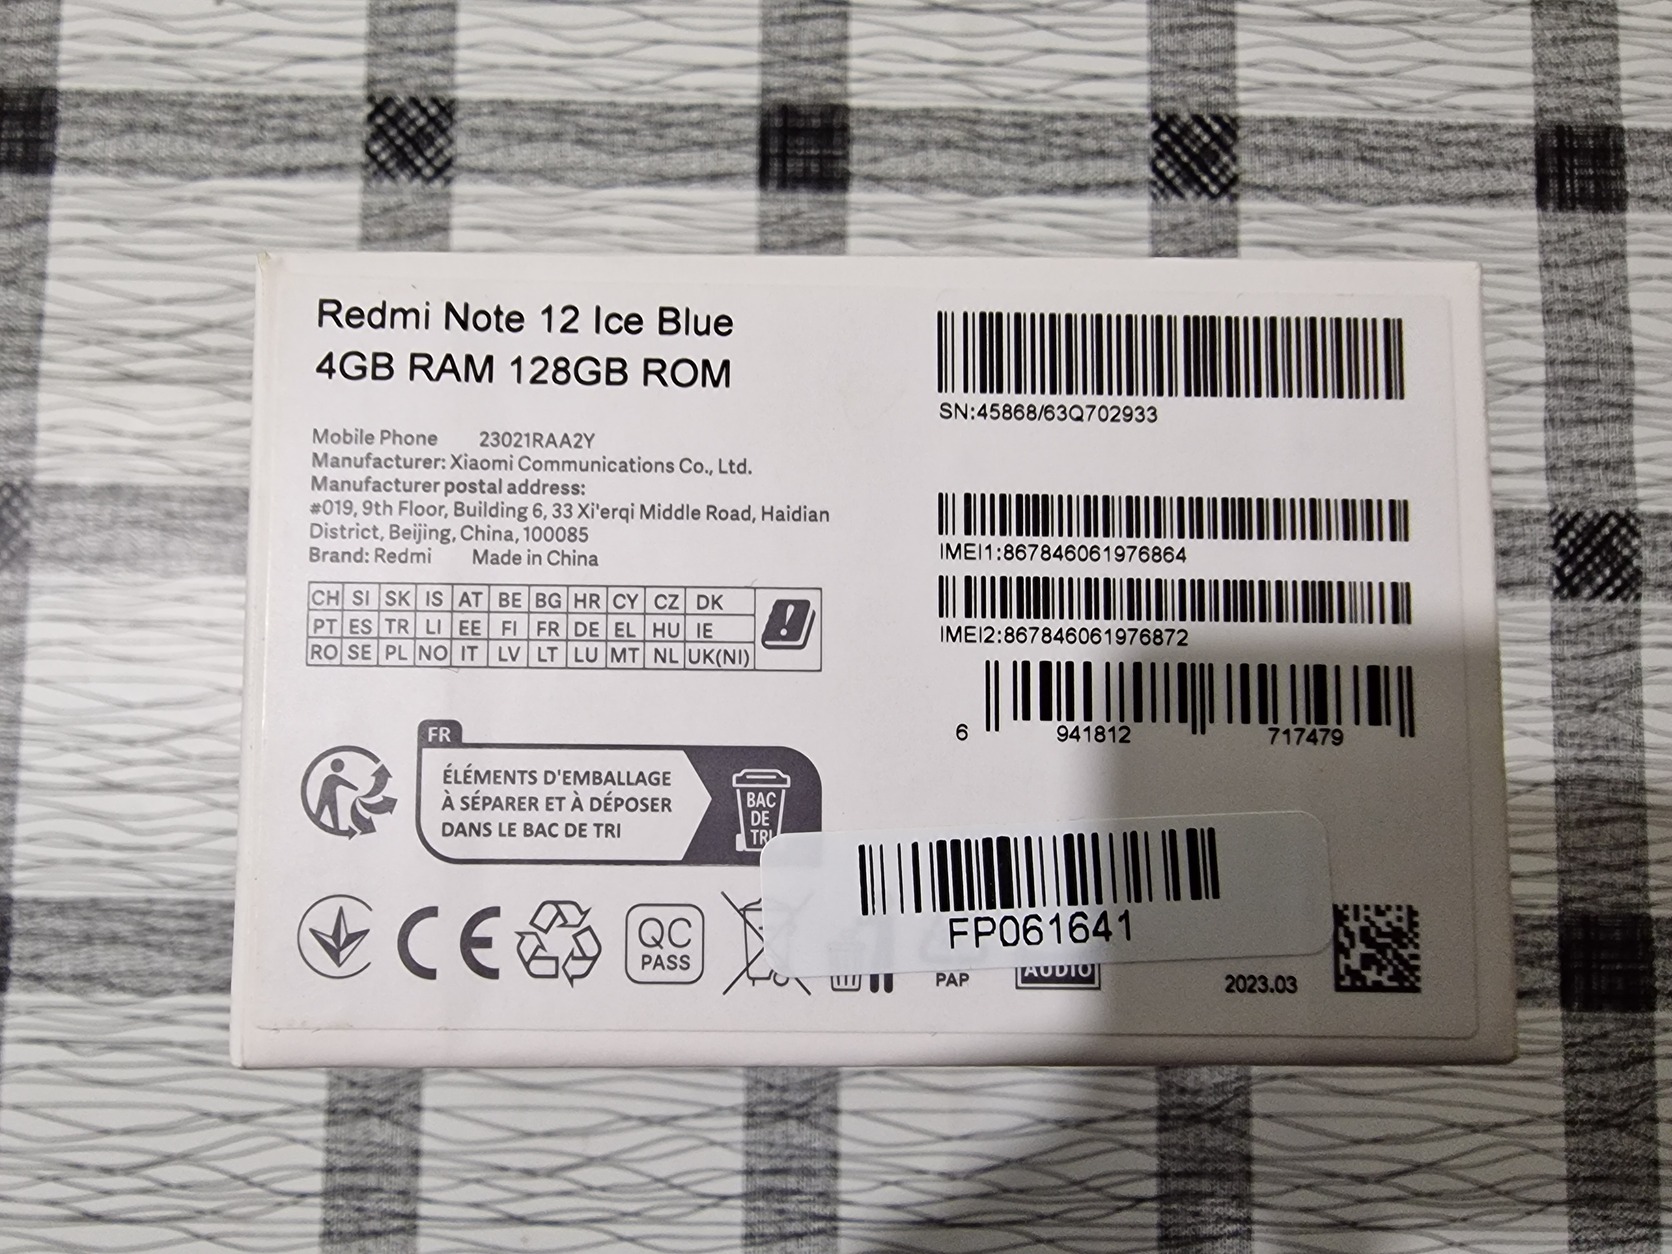 Redmi Note 12 Ice Blue
4GB RAM 128GB ROM
Mobile Phone 23021RAA2Y
Manufacturer: Xiaomi Communications Co., Ltd.
Manufacturer postal address:
#019, 9th Floor, Building 6, 33 Xi'erqi Middle Road, Haidian
District, Beijing, China, 100085
Brand: Redmi Made in China
CH SI SK IS AT BE BG HR CY CZ DK
PT ES TR LI EE FI FR DE EL HU IE
RO SE PL NO IT LV LT LU MT NL UK(NI)
FR
ÉLÉMENTS D'EMBALLAGE
À SÉPARER ET À DÉPOSER
DANS LE BAC DE TRI
BAC
DE
TRI
CE
QC
PASS
PAP
AUDIO
SN:45868/63Q702933
IMEI1:867846061976864
IMEI2:867846061976872
6 941812 717479
FP061641
2023.03